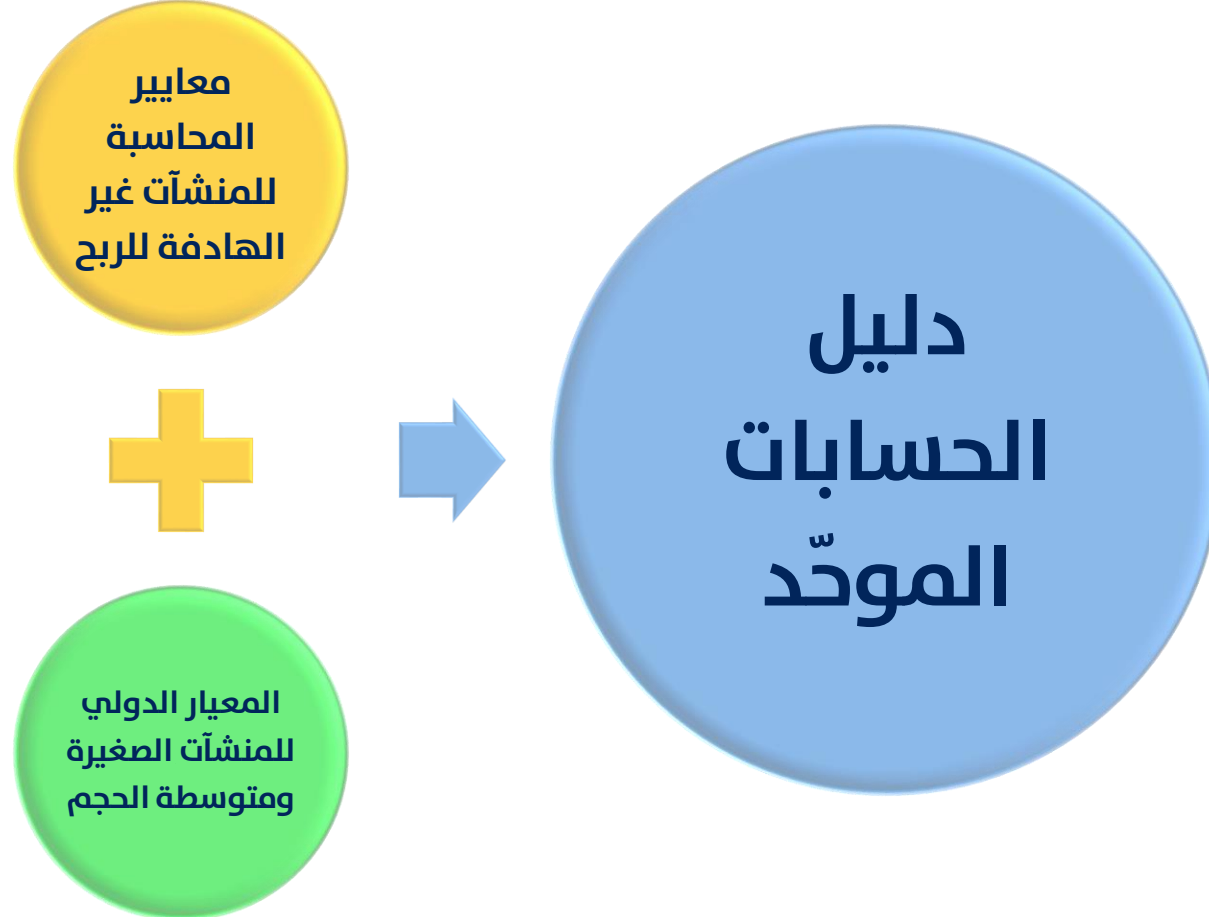 معايير
المحاسبة
للمنشآت غير
الهادفة للربح
المعيار الدولي
للمنشآت الصغيرة
ومتوسطة الحجم
دليل
الحسابات
الموحّد